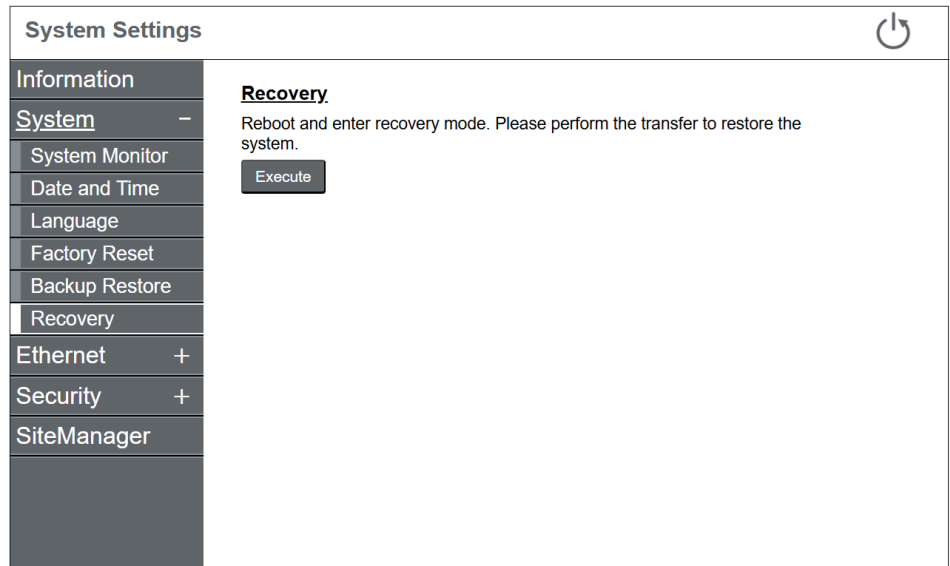 System Settings
Information
System −
System Monitor
Date and Time
Language
Factory Reset
Backup Restore
Recovery
Ethernet +
Security +
SiteManager
Recovery
Reboot and enter recovery mode. Please perform the transfer to restore the
system.
Execute